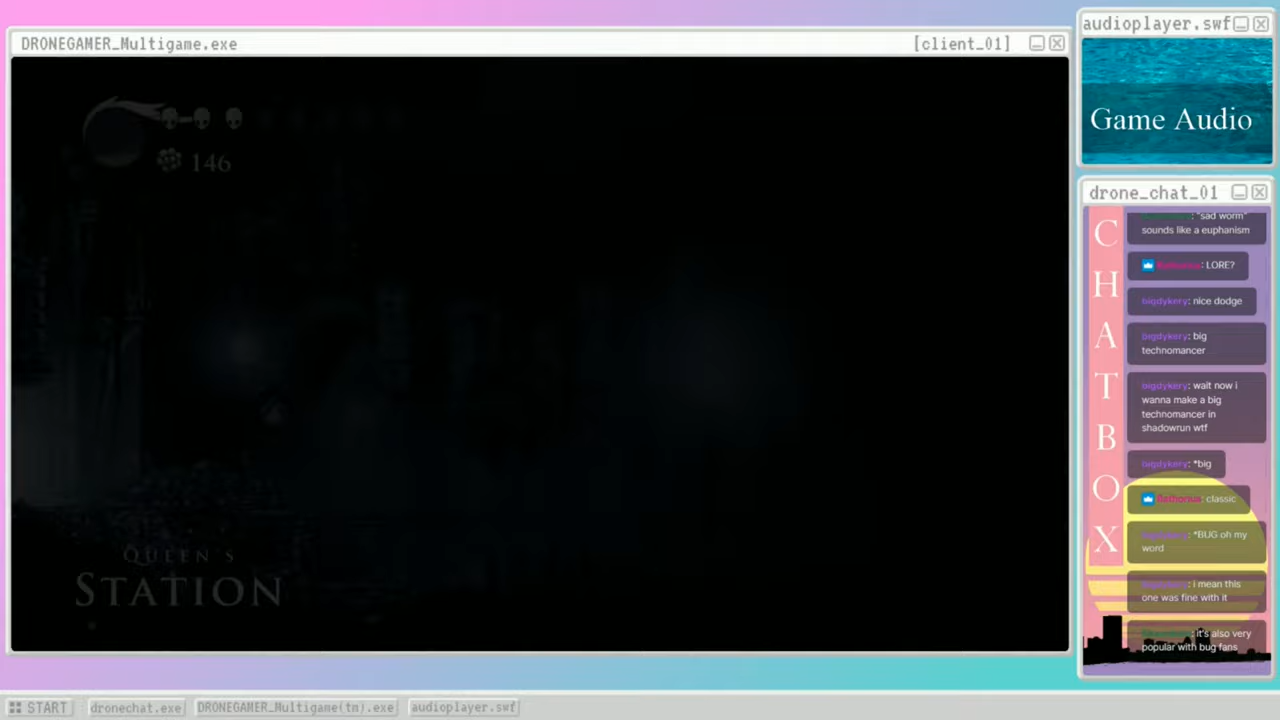 DRONEGAMER_Multigame.exe
[client_01]
146
QUEEN'S
STATION
audioplayer.swf
Game Audio
drone_chat_01
CHATBOX
: "sad worm"
sounds like a euphanism
: LORE?
bigdykery: nice dodge
bigdykery: big
technomancer
bigdykery: wait now i
wanna make a big
technomancer in
shadowrun wtf
bigdykery: *big
: classic
bigdykery: *BUG oh my
word
bigdykery: i mean this
one was fine with it
: it's also very
popular with bug fans
START
dronechat.exe
DRONEGAMER_Multigame(tm).exe
audioplayer.swf